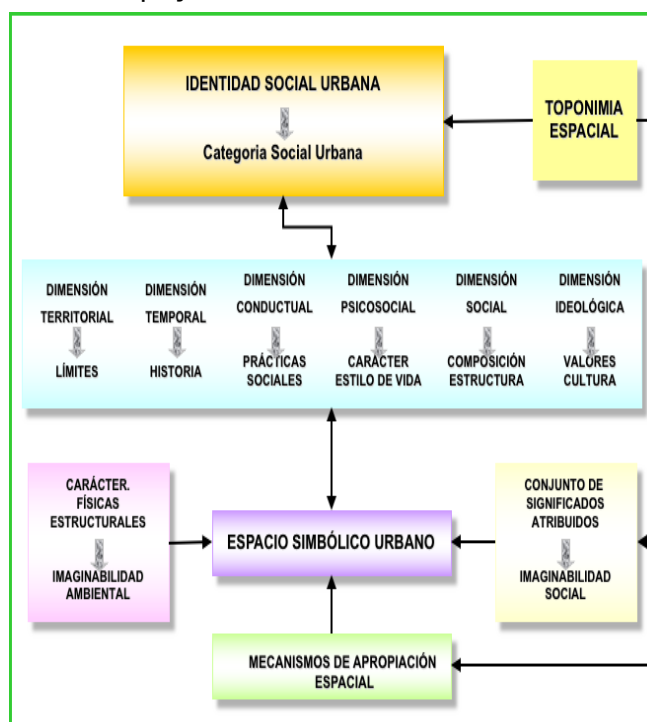 IDENTIDAD SOCIAL URBANA
Categoria Social Urbana
TOPONIMIA
ESPACIAL
DIMENSIÓN
TERRITORIAL
LÍMITES
DIMENSIÓN
TEMPORAL
HISTORIA
DIMENSIÓN
CONDUCTUAL
PRÁCTICAS
SOCIALES
DIMENSIÓN
PSICOSOCIAL
CARÁCTER
ESTILO DE VIDA
DIMENSIÓN
SOCIAL
COMPOSICIÓN
ESTRUCTURA
DIMENSIÓN
IDEOLÓGICA
VALORES
CULTURA
CARÁCTER.
FÍSICAS
ESTRUCTURALES
IMAGINABILIDAD
AMBIENTAL
ESPACIO SIMBÓLICO URBANO
CONJUNTO DE
SIGNIFICADOS
ATRIBUIDOS
IMAGINABILIDAD
SOCIAL
MECANISMOS DE APROPIACIÓN
ESPACIAL